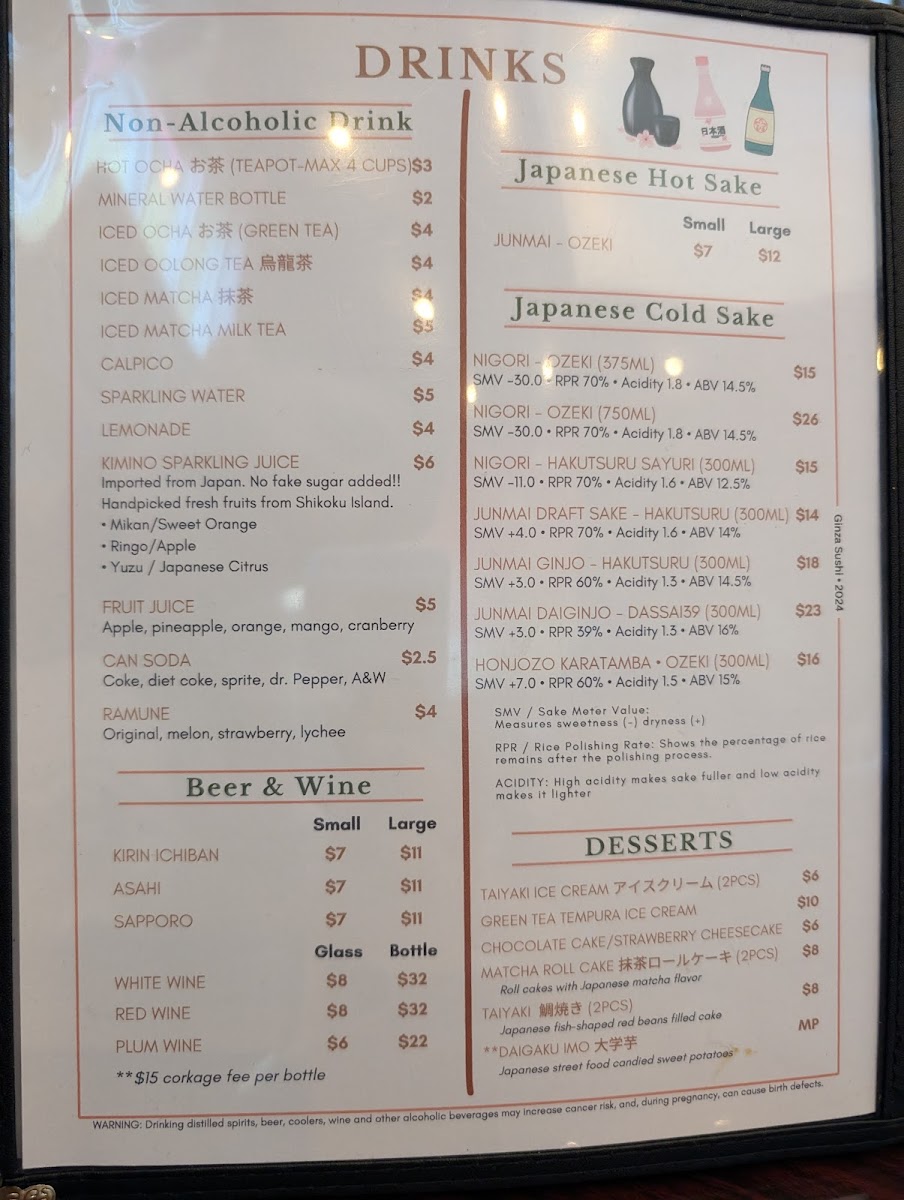 DRINKS
Non-Alcoholic Drink
HOT OCHA お茶 (TEAPOT-MAX 4 CUPS) $3
MINERAL WATER BOTTLE $2
ICED OCHA お茶 (GREEN TEA) $4
ICED OOLONG TEA 烏龍茶 $4
ICED MATCHA 抹茶 $4
ICED MATCHA MILK TEA $5
CALPICO $4
SPARKLING WATER $5
LEMONADE $4
KIMINO SPARKLING JUICE $6
Imported from Japan. No fake sugar added!!
Handpicked fresh fruits from Shikoku Island.
• Mikan/Sweet Orange
• Ringo/Apple
• Yuzu / Japanese Citrus
FRUIT JUICE $5
Apple, pineapple, orange, mango, cranberry
CAN SODA $2.5
Coke, diet coke, sprite, dr. Pepper, A&W
RAMUNE $4
Original, melon, strawberry, lychee
Beer & Wine
Small Large
KIRIN ICHIBAN $7 $11
ASAHI $7 $11
SAPPORO $7 $11
Glass Bottle
WHITE WINE $8 $32
RED WINE $8 $32
PLUM WINE $6 $22
**$15 corkage fee per bottle
日本酒
Japanese Hot Sake
Small Large
JUNMAI - OZEKI $7 $12
Japanese Cold Sake
NIGORI - OZEKI (375ML) $15
SMV -30.0 • RPR 70% • Acidity 1.8 • ABV 14.5%
NIGORI - OZEKI (750ML) $26
SMV -30.0 • RPR 70% • Acidity 1.8 • ABV 14.5%
NIGORI - HAKUTSURU SAYURI (300ML) $15
SMV -11.0 • RPR 70% • Acidity 1.6 • ABV 12.5%
JUNMAI DRAFT SAKE - HAKUTSURU (300ML) $14
SMV +4.0 • RPR 70% • Acidity 1.6 • ABV 14%
JUNMAI GINJO - HAKUTSURU (300ML) $18
SMV +3.0 • RPR 60% • Acidity 1.3 • ABV 14.5%
JUNMAI DAIGINJO - DASSAI39 (300ML) $23
SMV +3.0 • RPR 39% • Acidity 1.3 • ABV 16%
HONJOZO KARATAMBA • OZEKI (300ML) $16
SMV +7.0 • RPR 60% • Acidity 1.5 • ABV 15%
SMV / Sake Meter Value:
Measures sweetness (-) dryness (+)
RPR / Rice Polishing Rate: Shows the percentage of rice
remains after the polishing process.
ACIDITY: High acidity makes sake fuller and low acidity
makes it lighter
Ginza Sushi • 2024
DESSERTS
TAIYAKI ICE CREAM アイスクリーム (2PCS) $6
GREEN TEA TEMPURA ICE CREAM $10
CHOCOLATE CAKE/STRAWBERRY CHEESECAKE $6
MATCHA ROLL CAKE 抹茶ロールケーキ (2PCS) $8
Roll cakes with Japanese matcha flavor
TAIYAKI 鯛焼き (2PCS) $8
Japanese fish-shaped red beans filled cake
**DAIGAKU IMO 大学芋 MP
Japanese street food candied sweet potatoes
WARNING: Drinking distilled spirits, beer, coolers, wine and other alcoholic beverages may increase cancer risk, and, during pregnancy, can cause birth defects.